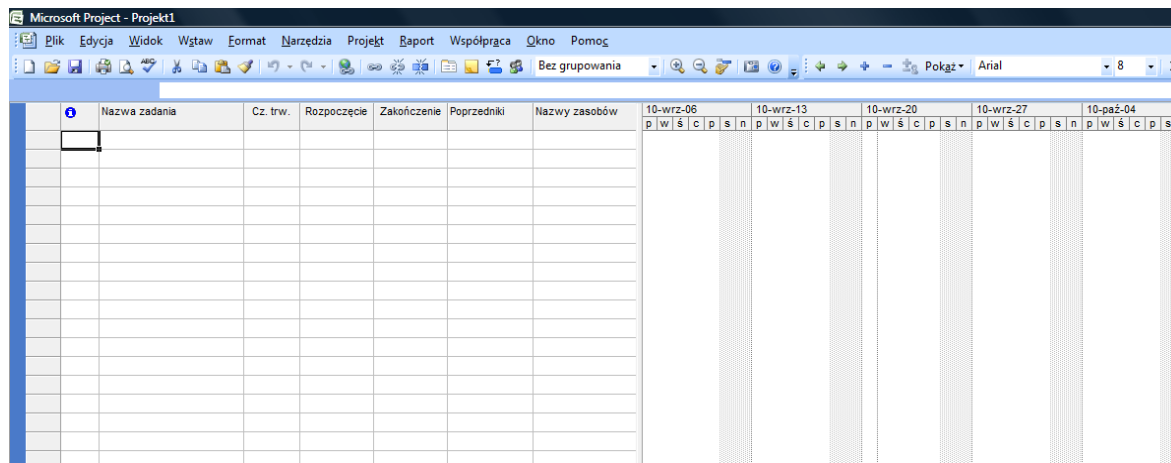 Microsoft Project - Projekt1
Plik Edycja Widok Wstaw Format Narzędzia Projekt Raport Współpraca Okno Pomoc
Bez grupowania Pokaż Arial 8
Nazwa zadania Cz. trw. Rozpoczęcie Zakończenie Poprzedniki Nazwy zasobów 10-wrz-06 10-wrz-13 10-wrz-20 10-wrz-27 10-paź-04
p w ś c p s n p w ś c p s n p w ś c p s n p w ś c p s n p w ś c p s